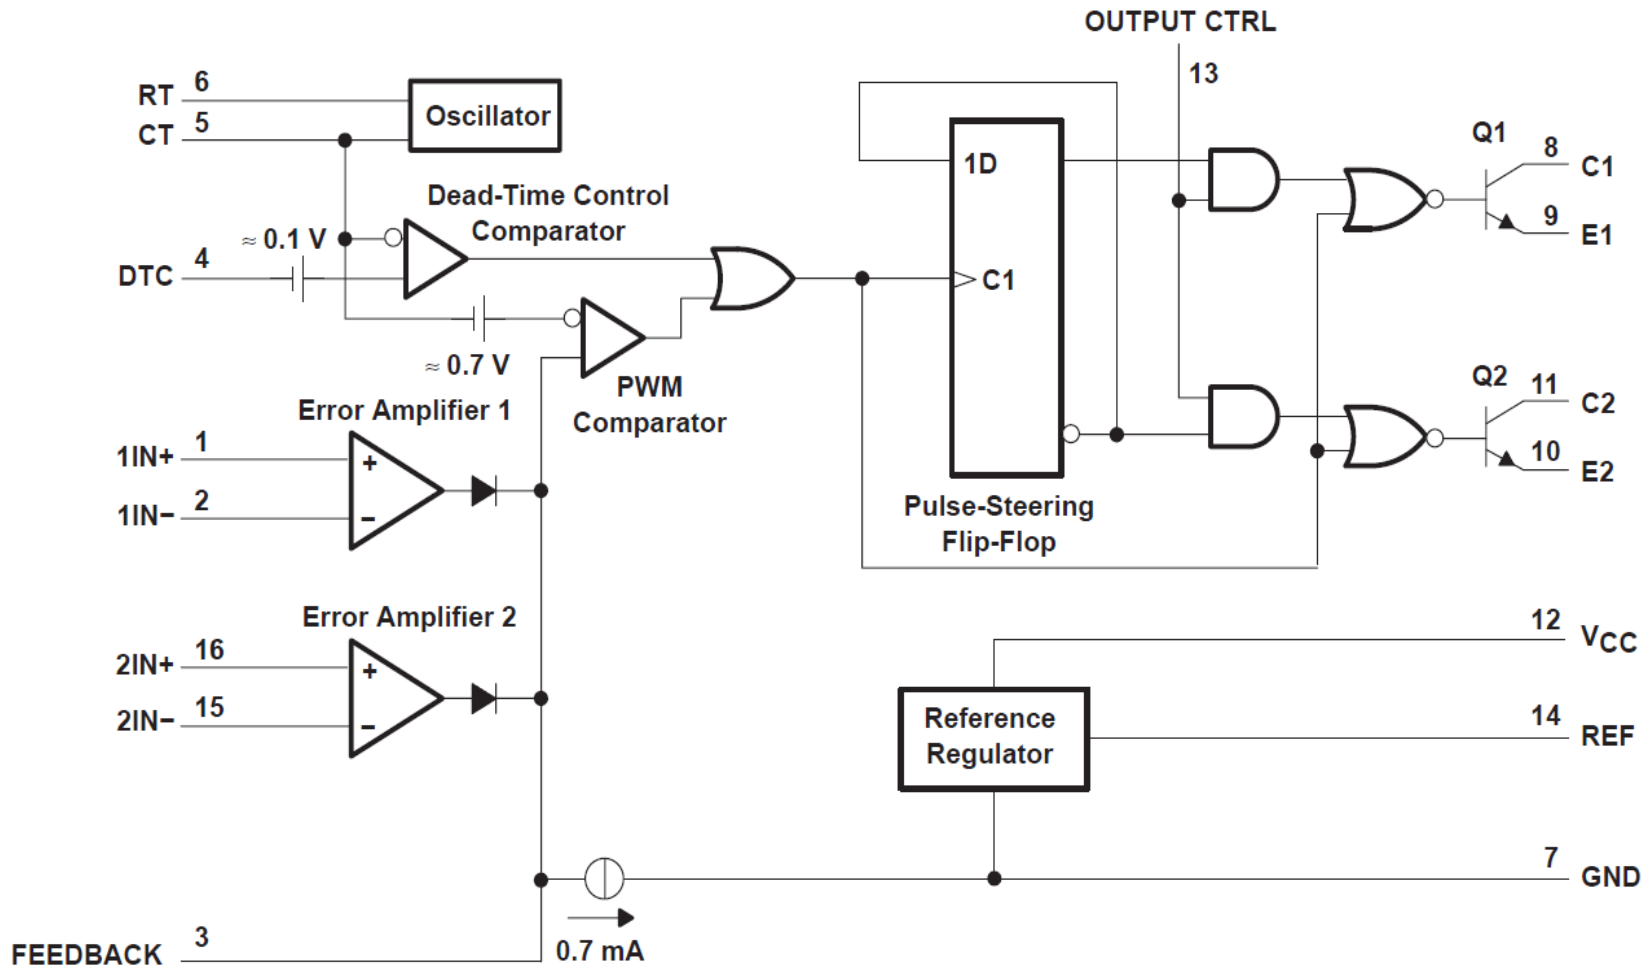 OUTPUT CTRL
13
RT 6
CT 5
Oscillator
Dead-Time Control
Comparator
≈ 0.1 V
DTC 4
≈ 0.7 V
PWM
Comparator
1D
C1
Pulse-Steering
Flip-Flop
Q1
8 C1
9 E1
Q2
11 C2
10 E2
Error Amplifier 1
1IN+ 1
+
1IN− 2
−
Error Amplifier 2
2IN+ 16
+
2IN− 15
−
12 VCC
Reference
Regulator
14 REF
7 GND
0.7 mA
FEEDBACK 3